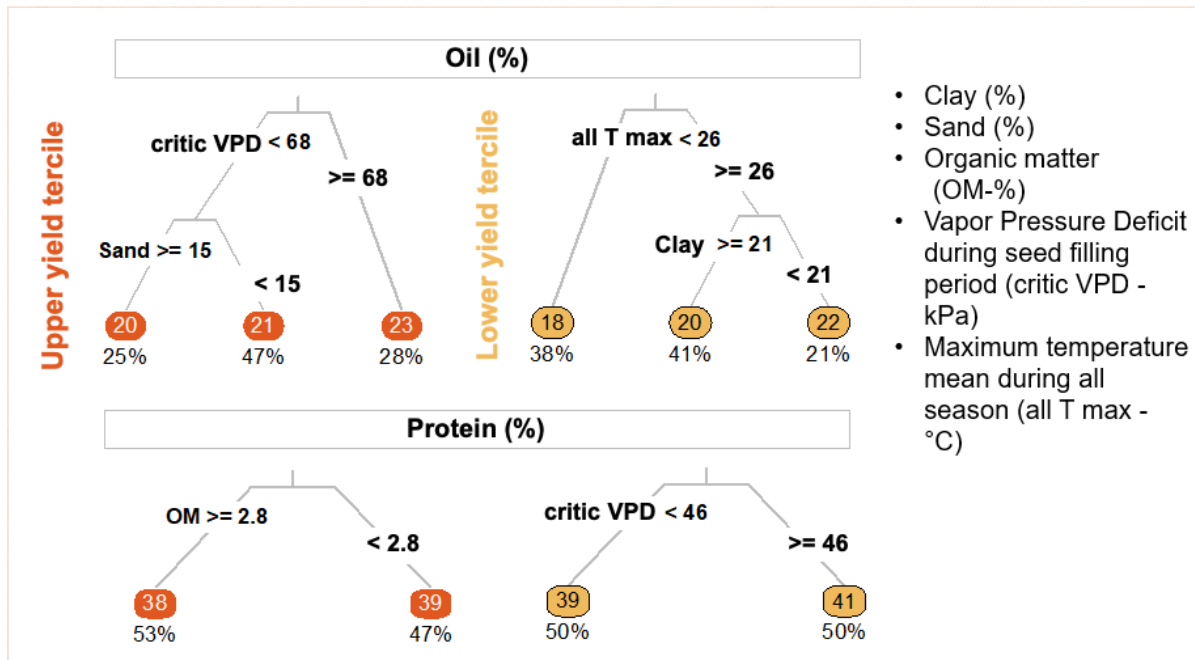 Oil (%)
Upper yield tercile
critic VPD < 68
>= 68
Sand >= 15
< 15
20
21
23
25%
47%
28%
Lower yield tercile
all T max < 26
>= 26
Clay >= 21
< 21
18
20
22
38%
41%
21%
Protein (%)
OM >= 2.8
< 2.8
38
39
53%
47%
critic VPD < 46
>= 46
39
41
50%
50%
• Clay (%)
• Sand (%)
• Organic matter
(OM-%)
• Vapor Pressure Deficit
during seed filling
period (critic VPD -
kPa)
• Maximum temperature
mean during all
season (all T max -
°C)